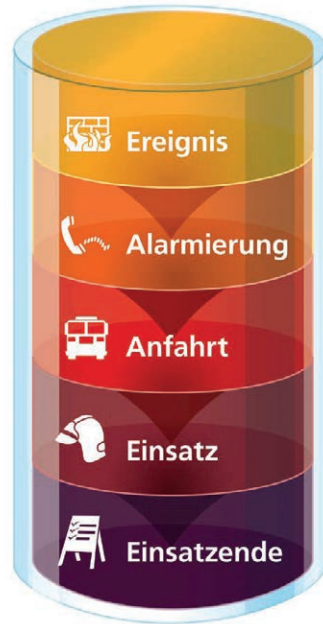 Ereignis
Alarmierung
Anfahrt
Einsatz
Einsatzende